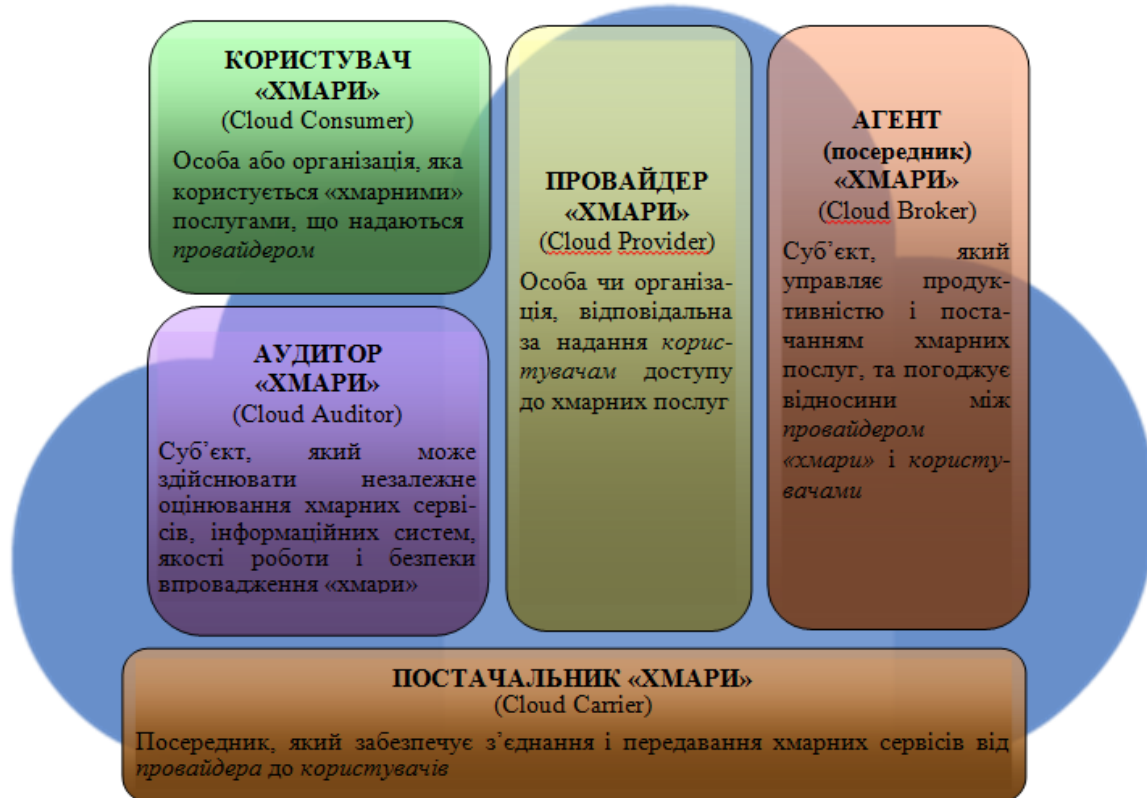 КОРИСТУВАЧ
«ХМАРИ»
(Cloud Consumer)
Особа або організація, яка
користується «хмарними»
послугами, що надаються
провайдером
АУДИТОР
«ХМАРИ»
(Cloud Auditor)
Суб’єкт, який може
здійснювати незалежне
оцінювання хмарних серві-
сів, інформаційних систем,
якості роботи і безпеки
впровадження «хмари»
ПРОВАЙДЕР
«ХМАРИ»
(Cloud Provider)
Особа чи організа-
ція, відповідальна
за надання корис-
тувачам доступу
до хмарних послуг
АГЕНТ
(посередник)
«ХМАРИ»
(Cloud Broker)
Суб’єкт, який
управляє продук-
тивністю і поста-
чанням хмарних
послуг, та погоджує
відносини між
провайдером
«хмари» і користу-
вачами
ПОСТАЧАЛЬНИК «ХМАРИ»
(Cloud Carrier)
Посередник, який забезпечує з’єднання і передавання хмарних сервісів від
провайдера до користувачів